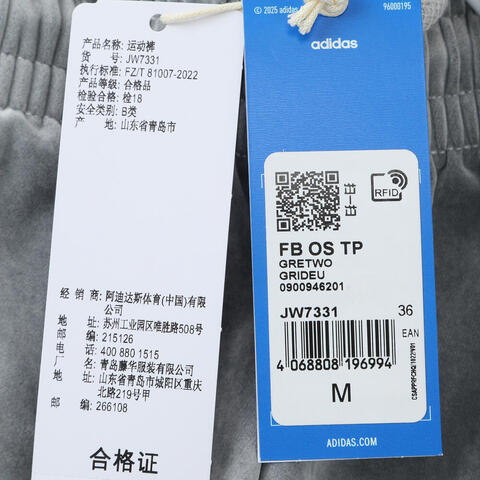 产品名称: 运动裤
货 号: JW7331
执行标准: FZ/T 81007-2022
产品等级: 合格品
检验合格: 检18
安全类别: B类
产 地: 山东省青岛市
经 销 商: 阿迪达斯体育(中国)有限
公司
地 址: 苏州工业园区唯胜路508号
邮 编: 215126
电 话: 400 880 1515
厂 名: 青岛藤华服装有限公司
地 址: 山东省青岛市城阳区重庆
北路219号甲
邮 编: 266108
合格证
© 2025 adidas
96000195
adidas
RFID
扫一扫
FB OS TP
GRETWO
GRIDEU
0900946201
JW7331
36
EAN
4 068808 196994
M
ADIDAS.COM